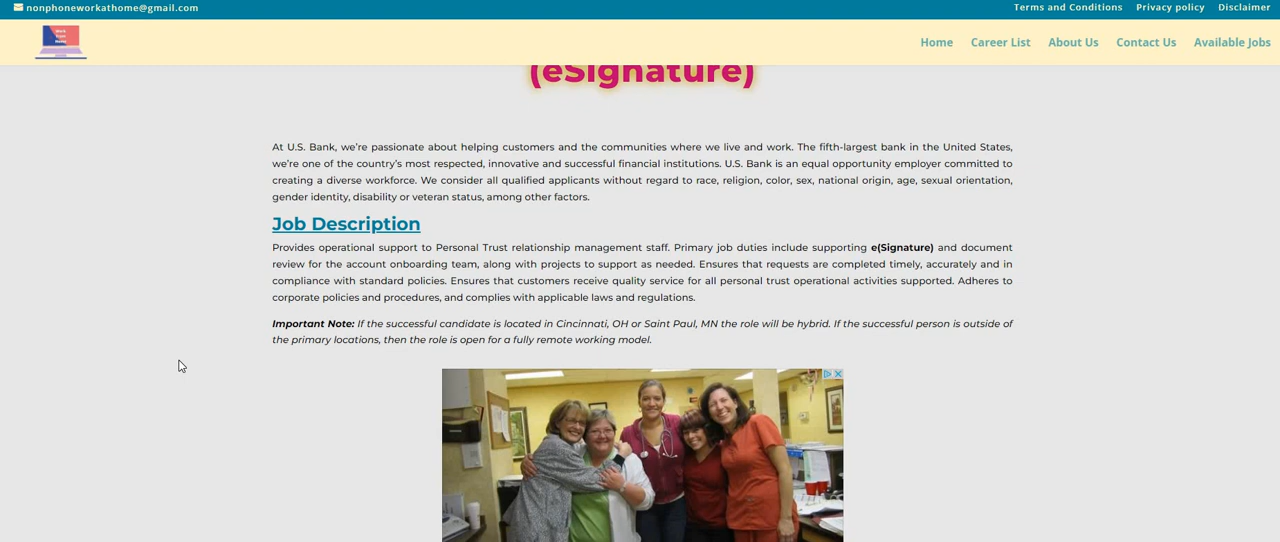 nonphoneworkathome@gmail.com
Terms and Conditions Privacy policy Disclaimer
Work
From
Home!
Home Career List About Us Contact Us Available Jobs
(eSignature)
At U.S. Bank, we’re passionate about helping customers and the communities where we live and work. The fifth-largest bank in the United States,
we’re one of the country’s most respected, innovative and successful financial institutions. U.S. Bank is an equal opportunity employer committed to
creating a diverse workforce. We consider all qualified applicants without regard to race, religion, color, sex, national origin, age, sexual orientation,
gender identity, disability or veteran status, among other factors.
Job Description
Provides operational support to Personal Trust relationship management staff. Primary job duties include supporting e(Signature) and document
review for the account onboarding team, along with projects to support as needed. Ensures that requests are completed timely, accurately and in
compliance with standard policies. Ensures that customers receive quality service for all personal trust operational activities supported. Adheres to
corporate policies and procedures, and complies with applicable laws and regulations.
Important Note: If the successful candidate is located in Cincinnati, OH or Saint Paul, MN the role will be hybrid. If the successful person is outside of
the primary locations, then the role is open for a fully remote working model.